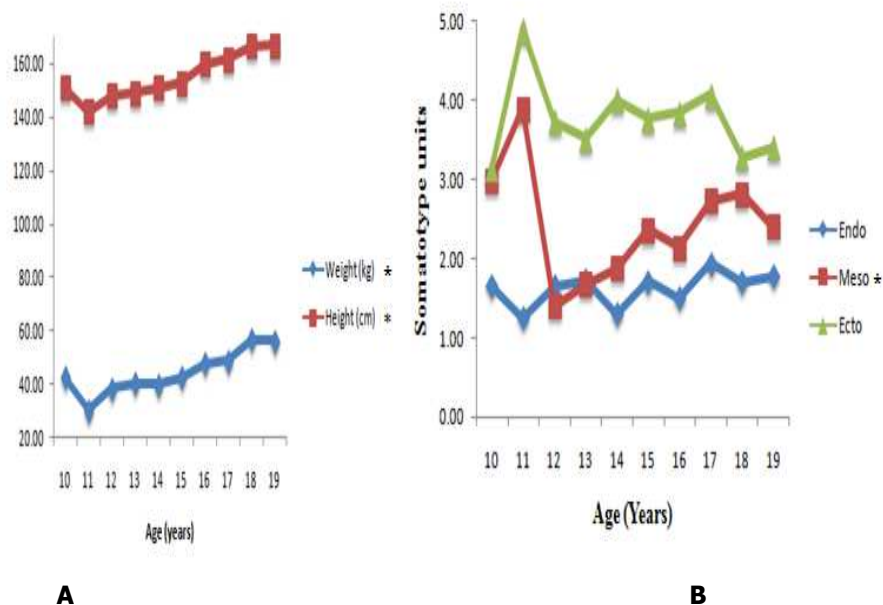 160.00
140.00
120.00
100.00
80.00
60.00
40.00
20.00
10 11 12 13 14 15 16 17 18 19
Age (years)
Weight (kg) *
Height (cm) *
A
Somatotype units
5.00
4.00
3.00
2.00
1.00
0.00
10 11 12 13 14 15 16 17 18 19
Age (Years)
Endo
Meso *
Ecto
B